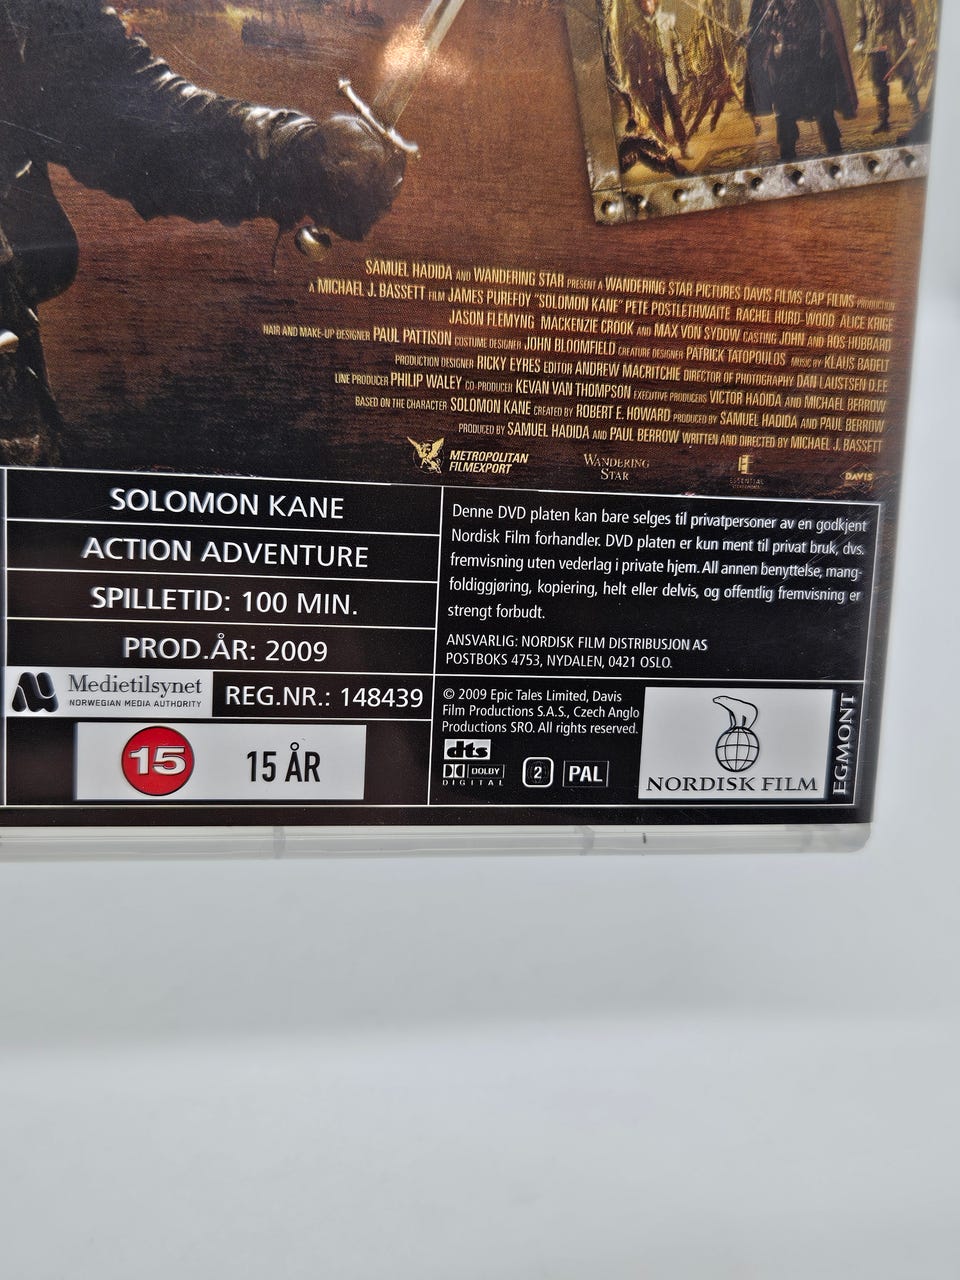 SAMUEL HADIDA AND WANDERING STAR PRESENT A WANDERING STAR PICTURES DAVIS FILMS CAP FILMS PRODUCTION
A MICHAEL J. BASSETT FILM JAMES PUREFOY "SOLOMON KANE" PETE POSTLETHWAITE RACHEL HURD-WOOD ALICE KRIGE
JASON FLEMYNG MACKENZIE CROOK AND MAX VON SYDOW CASTING JOHN AND ROS HUBBARD
HAIR AND MAKE-UP DESIGNER PAUL PATTISON COSTUME DESIGNER JOHN BLOOMFIELD CREATURE DESIGNER PATRICK TATOPOULOS MUSIC BY KLAUS BADELT
PRODUCTION DESIGNER RICKY EYRES EDITOR ANDREW MACRITCHIE DIRECTOR OF PHOTOGRAPHY DAN LAUSTSEN D.F.F.
LINE PRODUCER PHILIP WALEY CO-PRODUCER KEVAN VAN THOMPSON EXECUTIVE PRODUCERS VICTOR HADIDA AND MICHAEL BERROW
BASED ON THE CHARACTER SOLOMON KANE CREATED BY ROBERT E. HOWARD PRODUCED BY SAMUEL HADIDA AND PAUL BERROW
PRODUCED BY SAMUEL HADIDA AND PAUL BERROW WRITTEN AND DIRECTED BY MICHAEL J. BASSETT
METROPOLITAN
FILMEXPORT
WANDERING
STAR
ESSENTIAL
DAVIS
SOLOMON KANE
ACTION ADVENTURE
SPILLETID: 100 MIN.
PROD.ÅR: 2009
Medietilsynet
NORWEGIAN MEDIA AUTHORITY
REG.NR.: 148439
15
15 ÅR
Denne DVD platen kan bare selges til privatpersoner av en godkjent
Nordisk Film forhandler. DVD platen er kun ment til privat bruk, dvs.
fremvisning uten vederlag i private hjem. All annen benyttelse, mang-
foldiggjøring, kopiering, helt eller delvis, og offentlig fremvisning er
strengt forbudt.
ANSVARLIG: NORDISK FILM DISTRIBUSJON AS
POSTBOKS 4753, NYDALEN, 0421 OSLO.
© 2009 Epic Tales Limited, Davis
Film Productions S.A.S., Czech Anglo
Productions SRO. All rights reserved.
dts
DOLBY
DIGITAL
2
PAL
NORDISK FILM
EGMONT